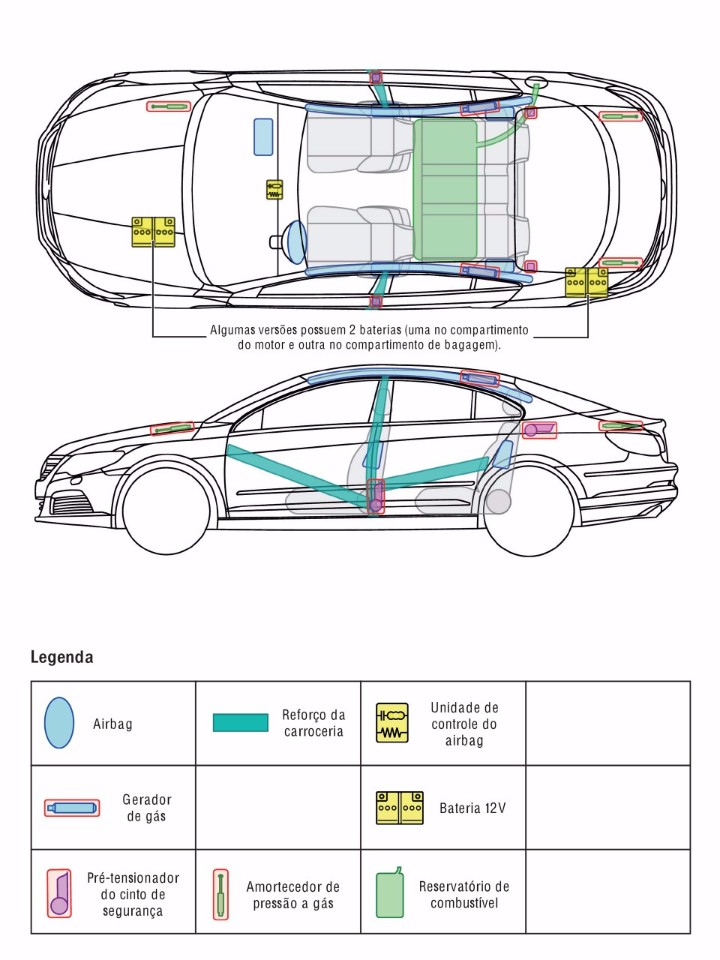 Algumas versões possuem 2 baterias (uma no compartimento
do motor e outra no compartimento de bagagem).
Legenda
Airbag
Reforço da
carroceria
Unidade de
controle do
airbag
Gerador
de gás
Bateria 12V
Pré-tensionador
do cinto de
segurança
Amortecedor de
pressão a gás
Reservatório de
combustível